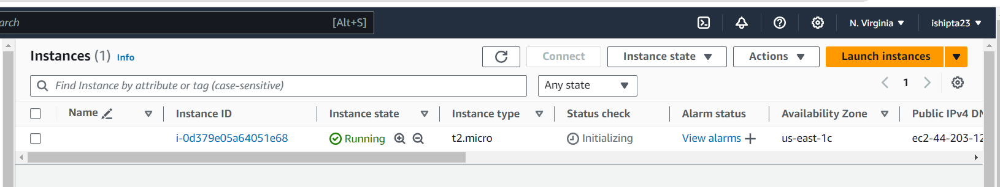 [Alt+S] N. Virginia ishipta23
Instances (1) Info Connect Instance state Actions Launch instances
Find Instance by attribute or tag (case-sensitive) Any state 1
Name Instance ID Instance state Instance type Status check Alarm status Availability Zone Public IPv4
i-0d379e05a64051e68 Running t2.micro Initializing View alarms us-east-1c ec2-44-203-12